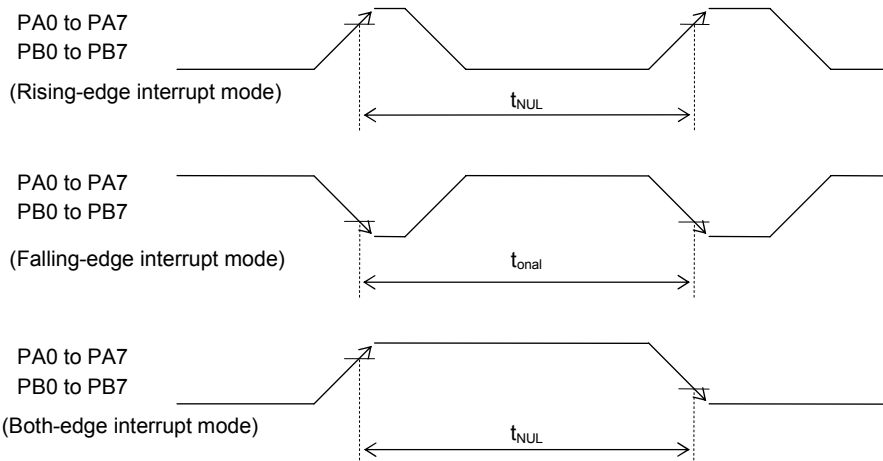 PA0 to PA7
PB0 to PB7
(Rising-edge interrupt mode)
tNUL
PA0 to PA7
PB0 to PB7
(Falling-edge interrupt mode)
tonal
PA0 to PA7
PB0 to PB7
(Both-edge interrupt mode)
tNUL